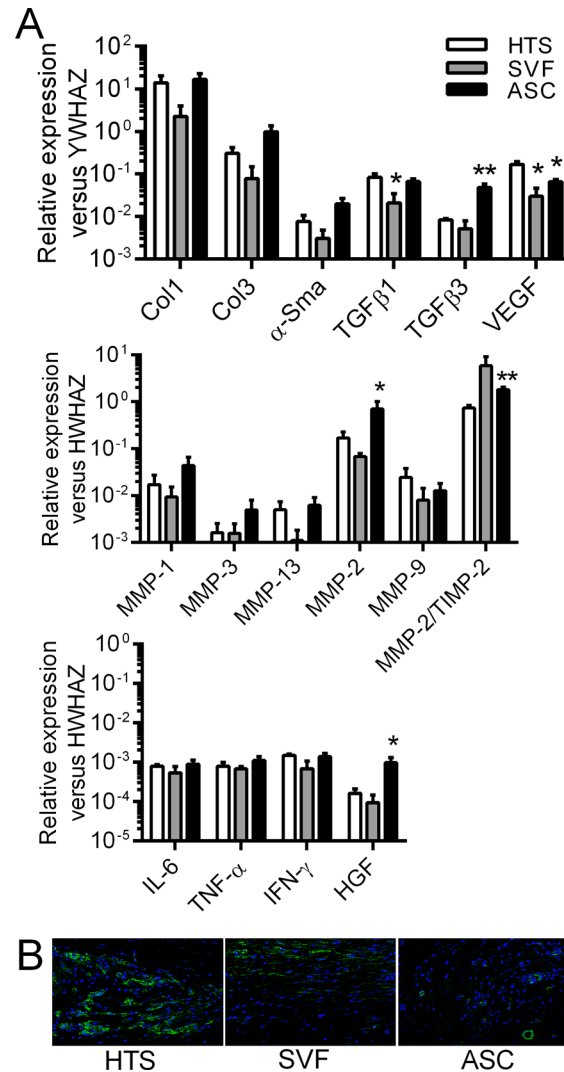 A
HTS
SVF
ASC
Relative expression
versus YWHAZ
10²
10¹
10⁰
10⁻¹
10⁻²
10⁻³
*
**
*
*
Col1
Col3
α-Sma
TGFβ1
TGFβ3
VEGF
Relative expression
versus HWHAZ
10¹
10⁰
10⁻¹
10⁻²
10⁻³
*
**
MMP-1
MMP-3
MMP-13
MMP-2
MMP-9
MMP-2/TIMP-2
Relative expression
versus HWHAZ
10⁰
10⁻¹
10⁻²
10⁻³
10⁻⁴
10⁻⁵
*
IL-6
TNF-α
IFN-γ
HGF
B
HTS SVF ASC